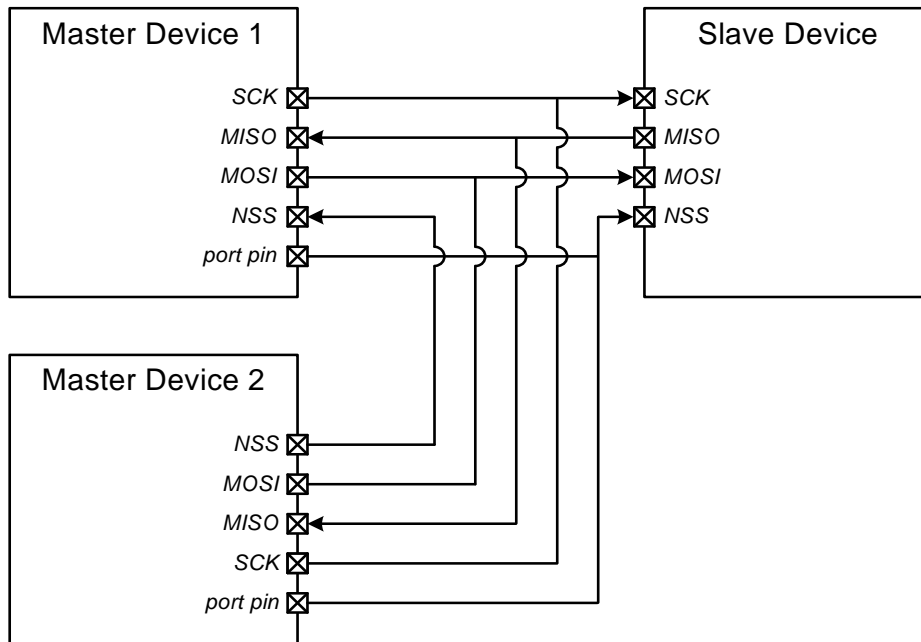 Master Device 1
SCK
MISO
MOSI
NSS
port pin
Slave Device
SCK
MISO
MOSI
NSS
Master Device 2
NSS
MOSI
MISO
SCK
port pin